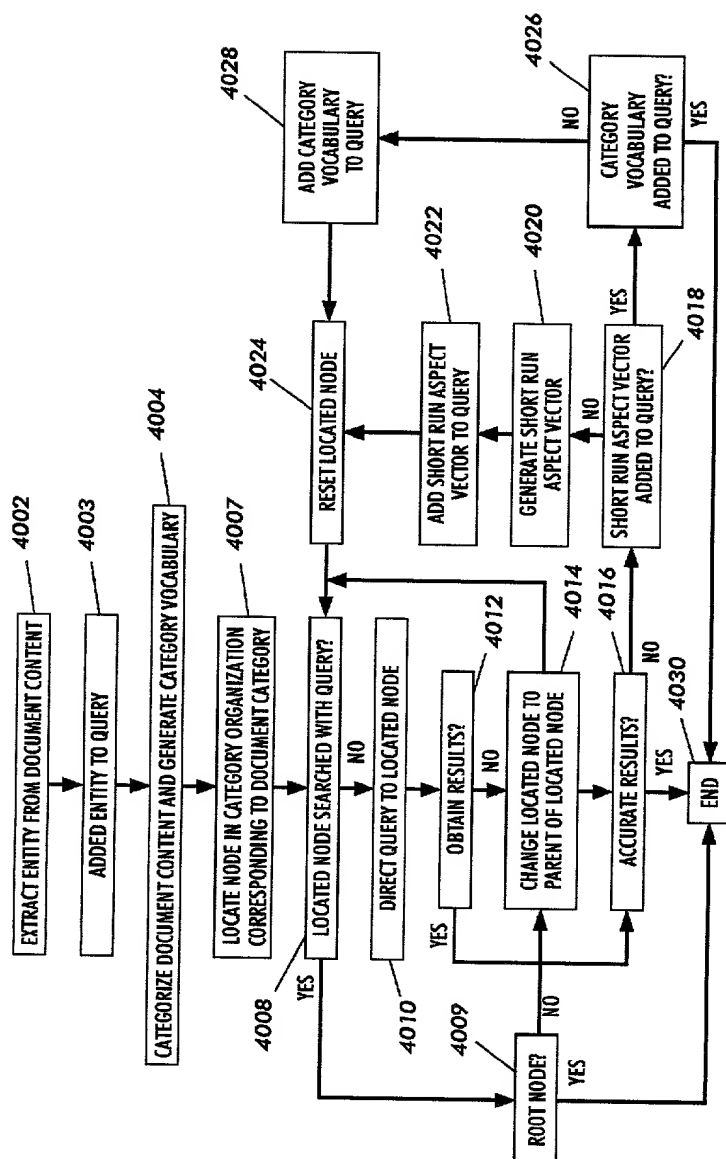 4002
EXTRACT ENTITY FROM DOCUMENT CONTENT
4003
ADDED ENTITY TO QUERY
4004
CATEGORIZE DOCUMENT CONTENT AND GENERATE CATEGORY VOCABULARY
4007
LOCATE NODE IN CATEGORY ORGANIZATION
CORRESPONDING TO DOCUMENT CATEGORY
4008
LOCATED NODE SEARCHED WITH QUERY?
YES
NO
4010
DIRECT QUERY TO LOCATED NODE
4012
OBTAIN RESULTS?
YES
NO
4009
ROOT NODE?
NO
YES
4014
CHANGE LOCATED NODE TO
PARENT OF LOCATED NODE
4016
ACCURATE RESULTS?
NO
YES
4030
END
4018
SHORT RUN ASPECT VECTOR
ADDED TO QUERY?
NO
YES
4020
GENERATE SHORT RUN
ASPECT VECTOR
4022
ADD SHORT RUN ASPECT
VECTOR TO QUERY
4024
RESET LOCATED NODE
4026
CATEGORY
VOCABULARY
ADDED TO QUERY?
NO
YES
4028
ADD CATEGORY
VOCABULARY
TO QUERY